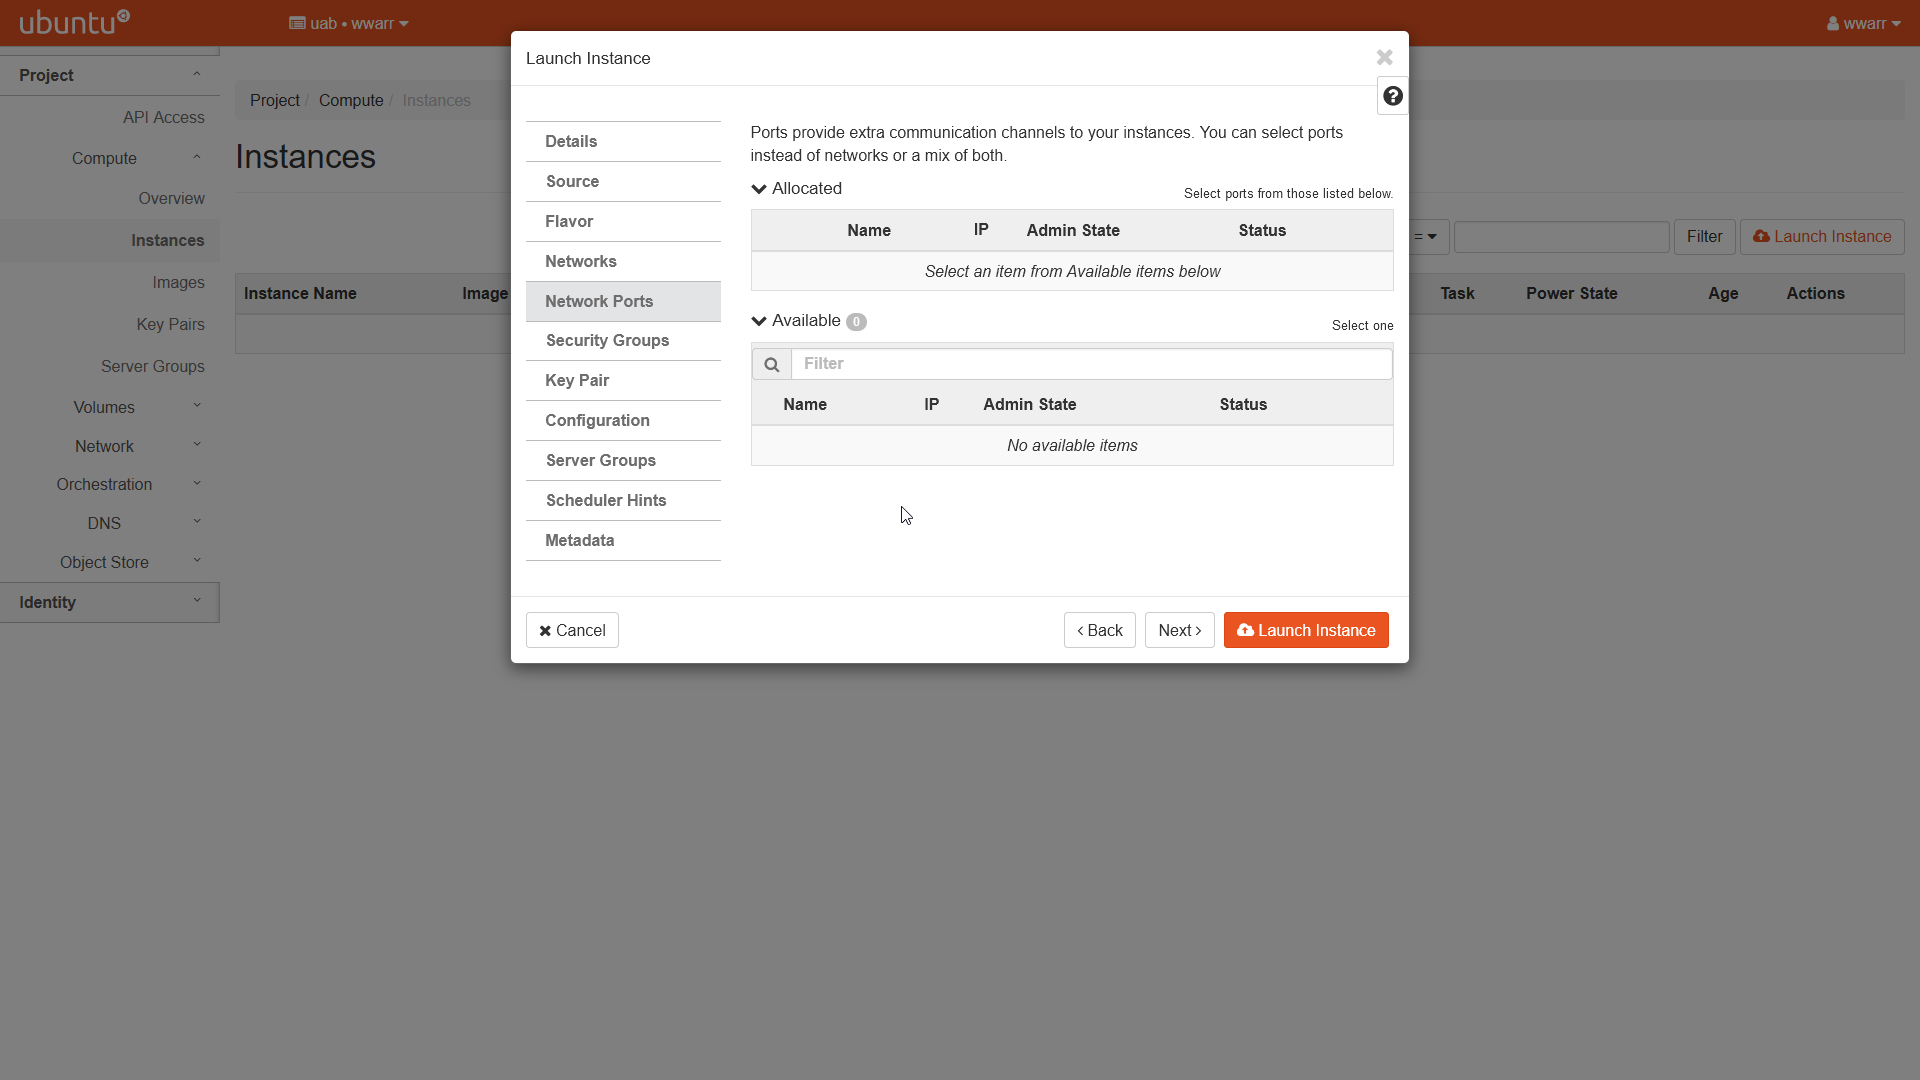 ubuntu
uab • wwarr
wwarr
Project
API Access
Compute
Overview
Instances
Images
Key Pairs
Server Groups
Volumes
Network
Orchestration
DNS
Object Store
Identity
Project / Compute / Instances
Instances
= Filter Launch Instance
Instance Name Image Task Power State Age Actions
Launch Instance
Details
Source
Flavor
Networks
Network Ports
Security Groups
Key Pair
Configuration
Server Groups
Scheduler Hints
Metadata
Ports provide extra communication channels to your instances. You can select ports
instead of networks or a mix of both.
Allocated
Select ports from those listed below.
Name IP Admin State Status
Select an item from Available items below
Available 0
Select one
Filter
Name IP Admin State Status
No available items
Cancel
< Back
Next >
Launch Instance